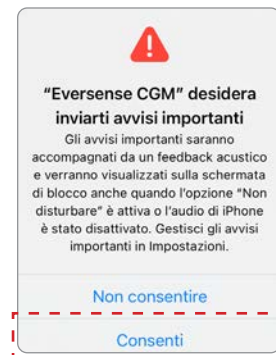 “Eversense CGM” desidera
inviarti avvisi importanti
Gli avvisi importanti saranno
accompagnati da un feedback acustico
e verranno visualizzati sulla schermata
di blocco anche quando l’opzione “Non
disturbare” è attiva o l’audio di iPhone
è stato disattivato. Gestisci gli avvisi
importanti in Impostazioni.
Non consentire
Consenti